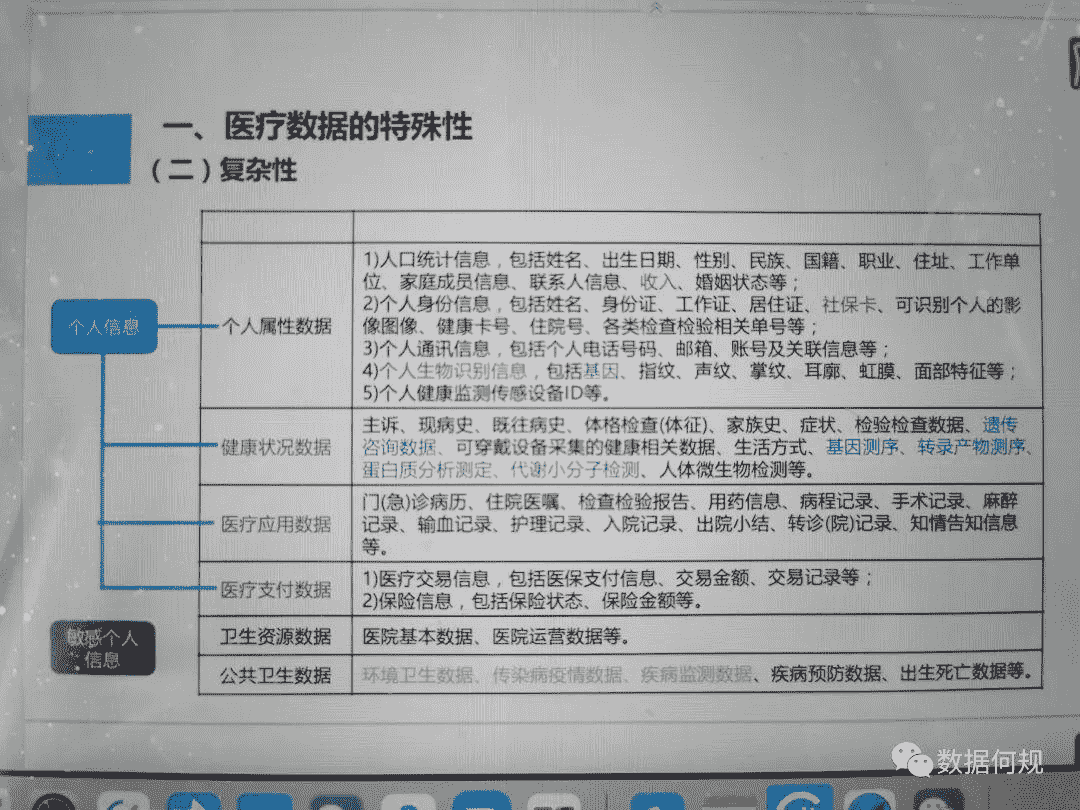 一、医疗数据的特殊性
（二）复杂性
个人信息
个人属性数据
1)人口统计信息，包括姓名、出生日期、性别、民族、国籍、职业、住址、工作单
位、家庭成员信息、联系人信息、收入、婚姻状态等；
2)个人身份信息，包括姓名、身份证、工作证、居住证、社保卡、可识别个人的影
像图像、健康卡号、住院号、各类检查检验相关单号等；
3)个人通讯信息，包括个人电话号码、邮箱、账号及关联信息等；
4)个人生物识别信息，包括基因、指纹、声纹、掌纹、耳廓、虹膜、面部特征等；
5)个人健康监测传感设备ID等。
健康状况数据
主诉、现病史、既往病史、体格检查(体征)、家族史、症状、检验检查数据、遗传
咨询数据、可穿戴设备采集的健康相关数据、生活方式、基因测序、转录产物测序、
蛋白质分析测定、代谢小分子检测、人体微生物检测等。
医疗应用数据
门(急)诊病历、住院医嘱、检查检验报告、用药信息、病程记录、手术记录、麻醉
记录、输血记录、护理记录、入院记录、出院小结、转诊(院)记录、知情告知信息
等。
医疗支付数据
1)医疗交易信息，包括医保支付信息、交易金额、交易记录等；
2)保险信息，包括保险状态、保险金额等。
敏感个人
信息
卫生资源数据
医院基本数据、医院运营数据等。
公共卫生数据
环境卫生数据、传染病疫情数据、疾病监测数据、疾病预防数据、出生死亡数据等。
数据何规